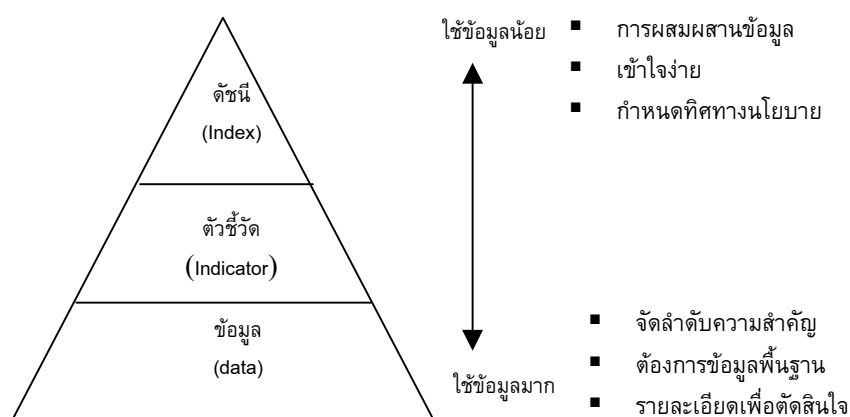 ดัชนี
(Index)
ตัวชี้วัด
(Indicator)
ข้อมูล
(data)
ใช้ข้อมูลน้อย
ใช้ข้อมูลมาก
▪ การผสมผสานข้อมูล
▪ เข้าใจง่าย
▪ กำหนดทิศทางนโยบาย
▪ จัดลำดับความสำคัญ
▪ ต้องการข้อมูลพื้นฐาน
▪ รายละเอียดเพื่อตัดสินใจ